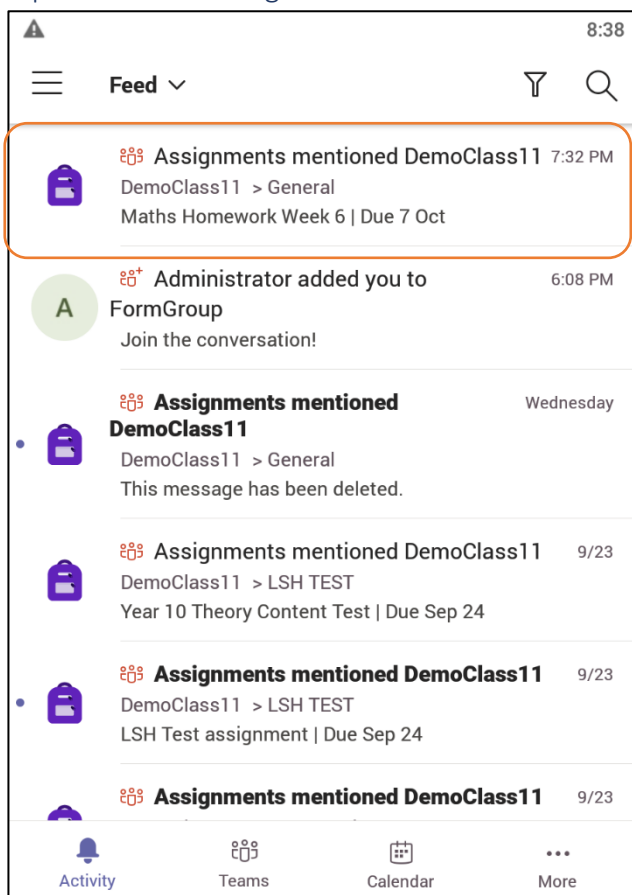 8:38
Feed
Assignments mentioned DemoClass11 7:32 PM
DemoClass11 > General
Maths Homework Week 6 | Due 7 Oct
A
Administrator added you to 6:08 PM
FormGroup
Join the conversation!
Assignments mentioned Wednesday
DemoClass11
DemoClass11 > General
This message has been deleted.
Assignments mentioned DemoClass11 9/23
DemoClass11 > LSH TEST
Year 10 Theory Content Test | Due Sep 24
Assignments mentioned DemoClass11 9/23
DemoClass11 > LSH TEST
LSH Test assignment | Due Sep 24
Assignments mentioned DemoClass11 9/23
Activity Teams Calendar More